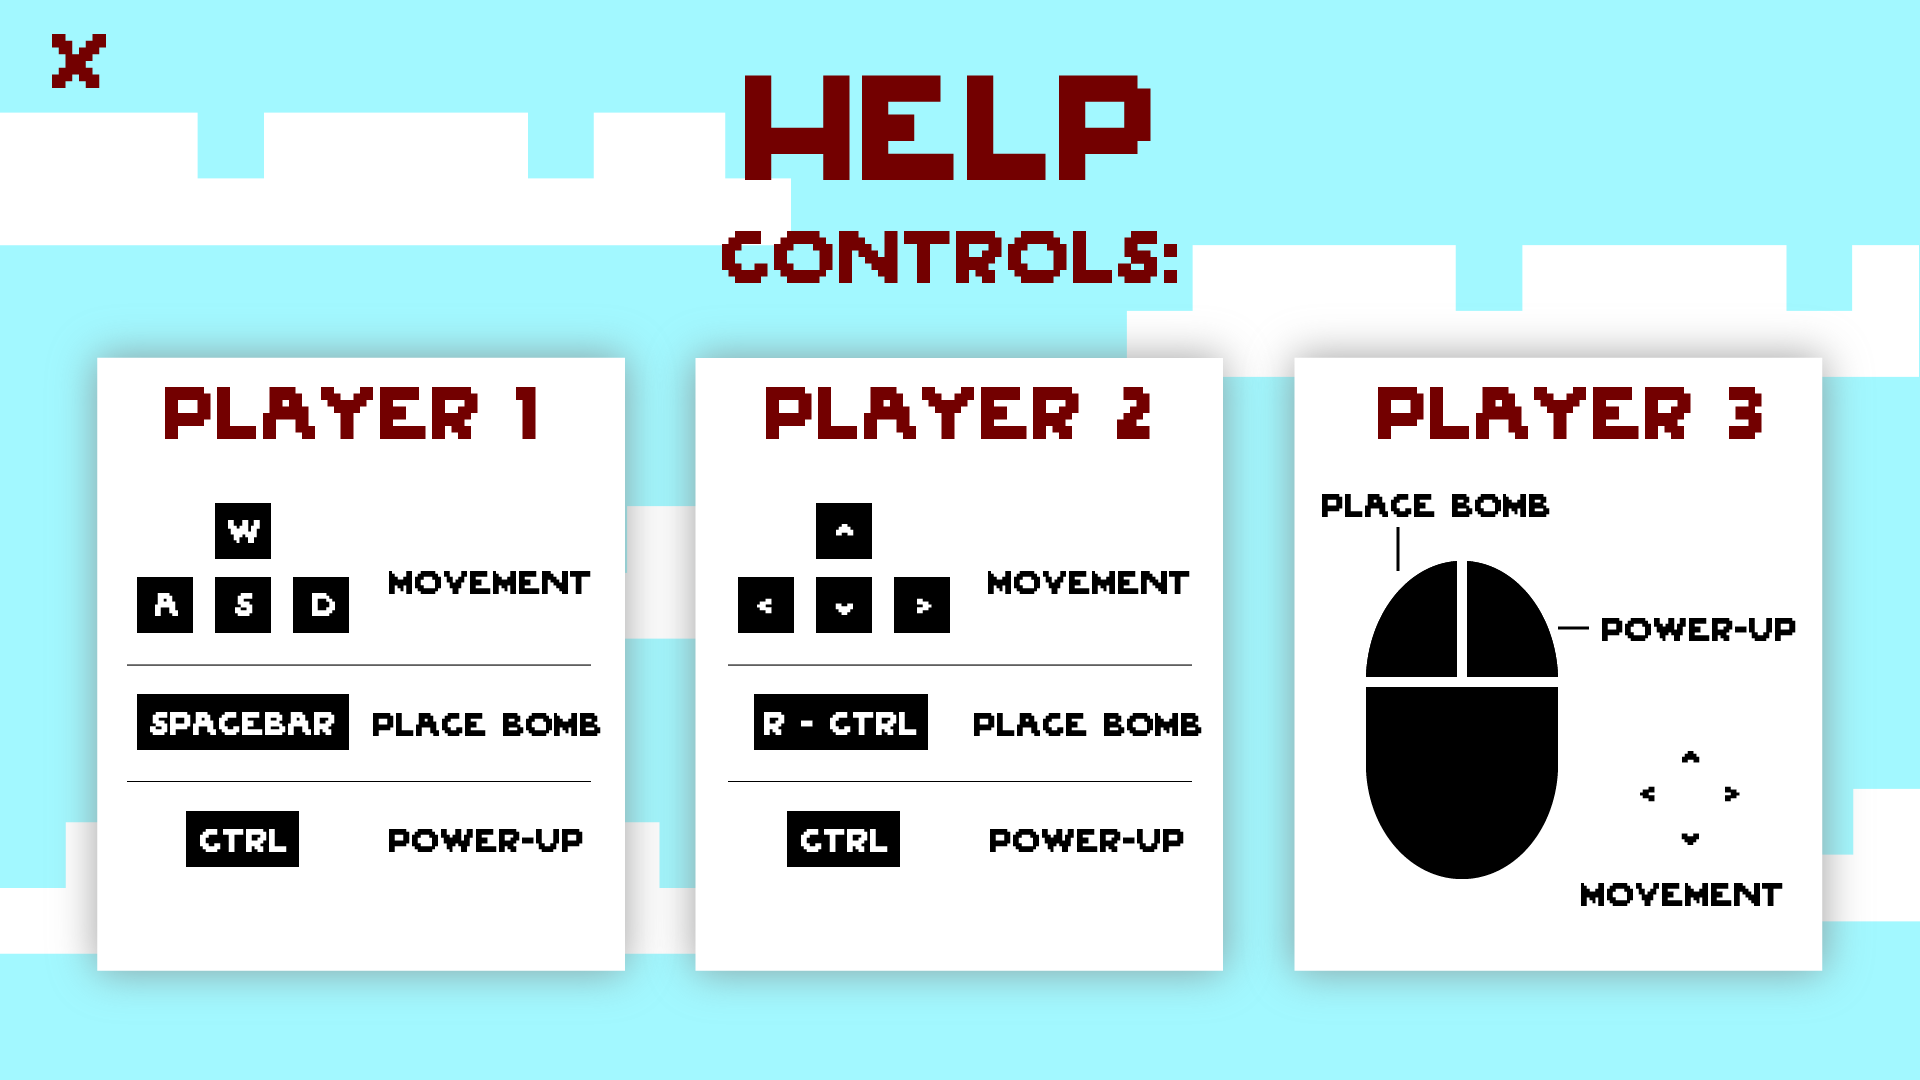 X
HELP
CONTROLS:
PLAYER 1
W
A S D
MOVEMENT
SPACEBAR PLACE BOMB
CTRL POWER-UP
PLAYER 2
^
< v >
MOVEMENT
R - CTRL PLACE BOMB
CTRL POWER-UP
PLAYER 3
PLACE BOMB
POWER-UP
^
< >
v
MOVEMENT